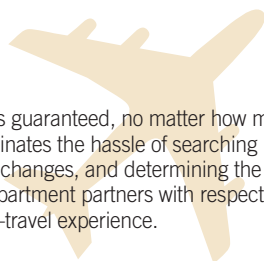 s guaranteed, no matter how m
inates the hassle of searching
changes, and determining the
partment partners with respect
-travel experience.